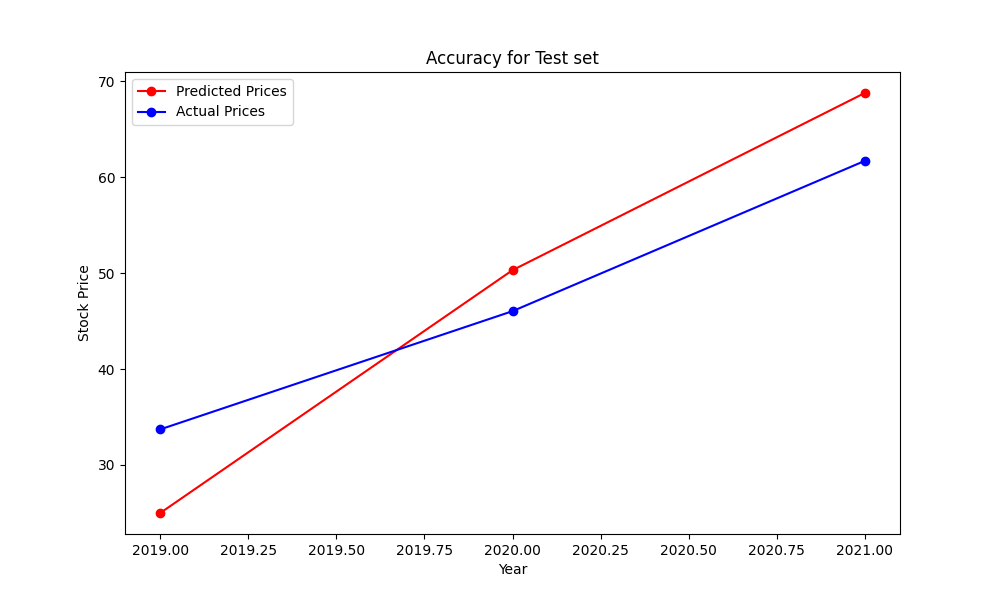 Accuracy for Test set
Predicted Prices
Actual Prices
70
60
50
40
30
Stock Price
2019.00 2019.25 2019.50 2019.75 2020.00 2020.25 2020.50 2020.75 2021.00
Year